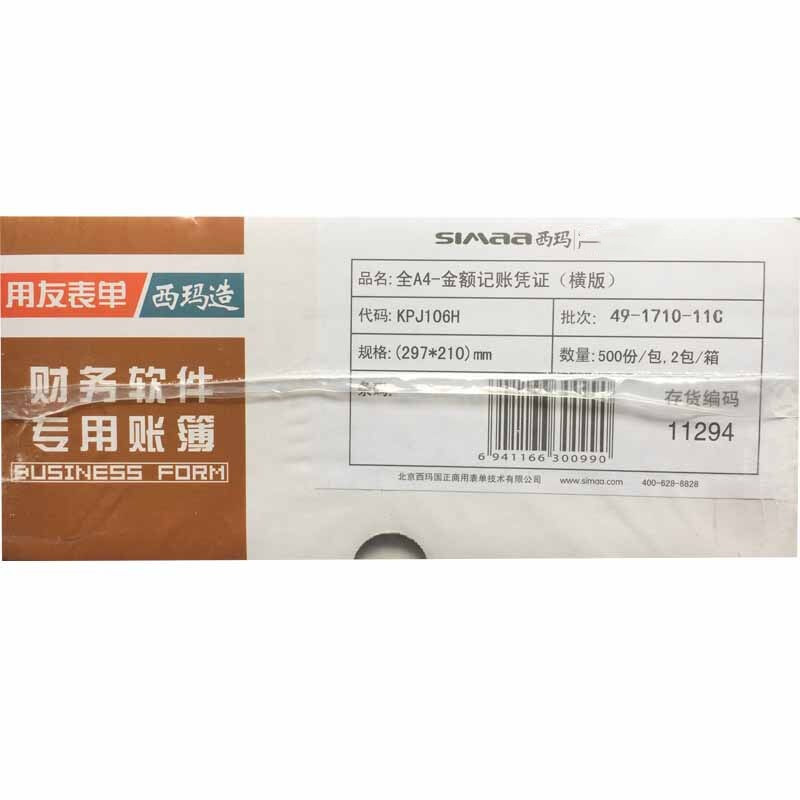 用友表单 西玛造
财务软件
专用账簿
BUSINESS FORM
SIMAA西玛
品名: 全A4-金额记账凭证（横版）
代码: KPJ106H 批次: 49-1710-11C
规格: (297*210)mm 数量: 500份/包,2包/箱
条码: 存货编码
11294
6 941166 300990
北京西玛国正商用表单技术有限公司 www.simaa.com 400-628-8828